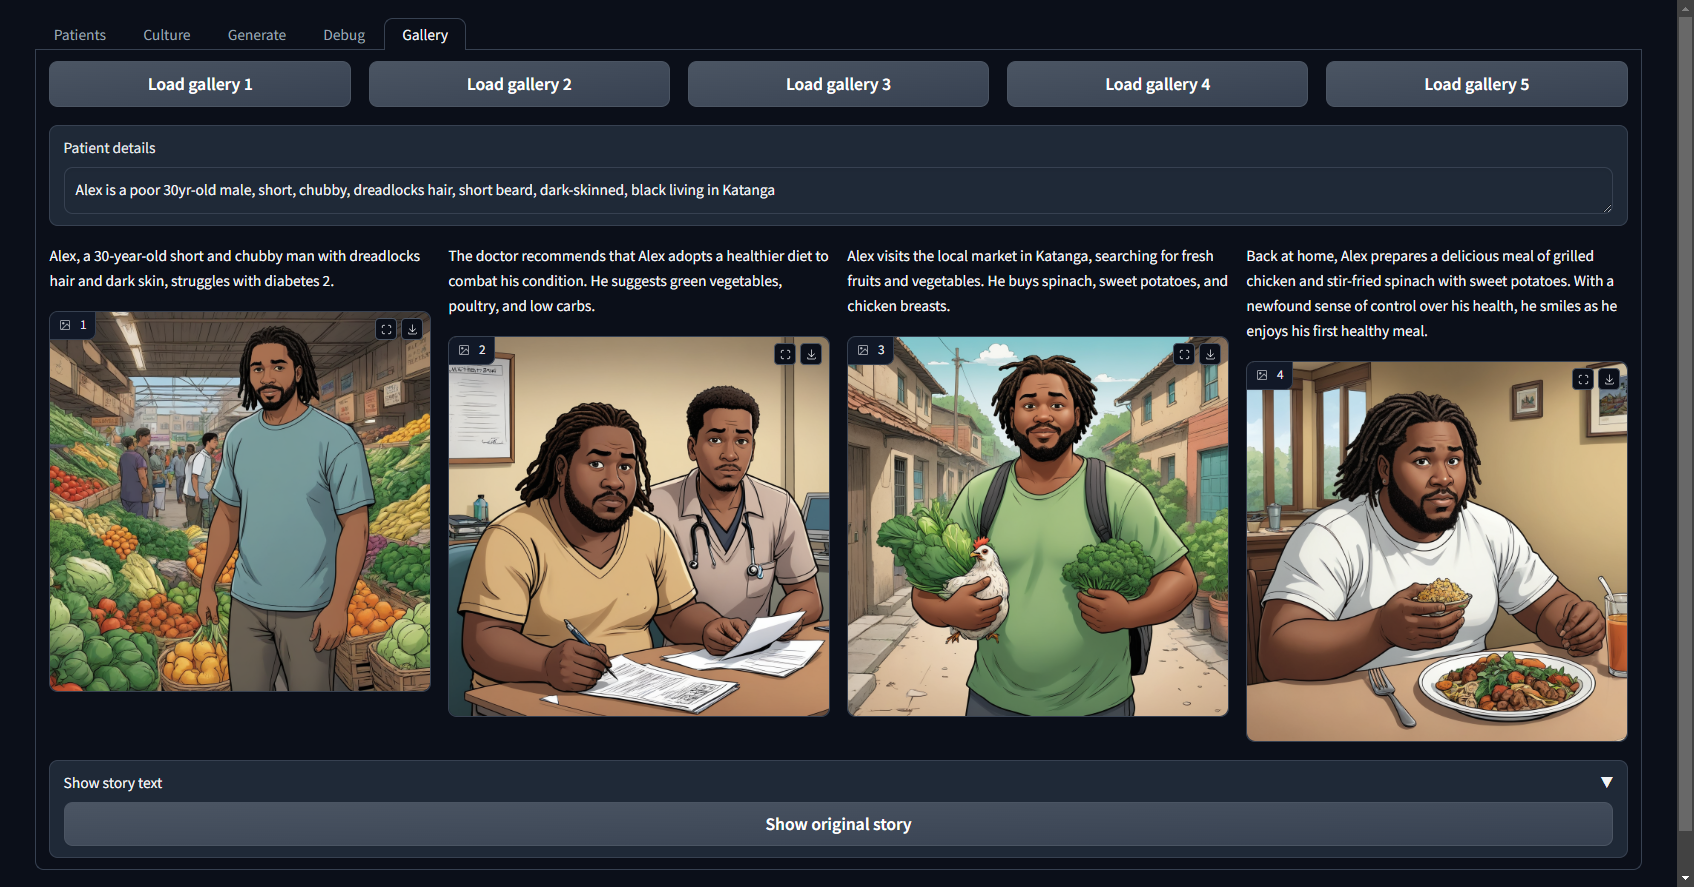 Patients
Culture
Generate
Debug
Gallery
Load gallery 1
Load gallery 2
Load gallery 3
Load gallery 4
Load gallery 5
Patient details
Alex is a poor 30yr-old male, short, chubby, dreadlocks hair, short beard, dark-skinned, black living in Katanga
Alex, a 30-year-old short and chubby man with dreadlocks
hair and dark skin, struggles with diabetes 2.
1
The doctor recommends that Alex adopts a healthier diet to
combat his condition. He suggests green vegetables,
poultry, and low carbs.
2
Alex visits the local market in Katanga, searching for fresh
fruits and vegetables. He buys spinach, sweet potatoes, and
chicken breasts.
3
Back at home, Alex prepares a delicious meal of grilled
chicken and stir-fried spinach with sweet potatoes. With a
newfound sense of control over his health, he smiles as he
enjoys his first healthy meal.
4
Show story text
▼
Show original story